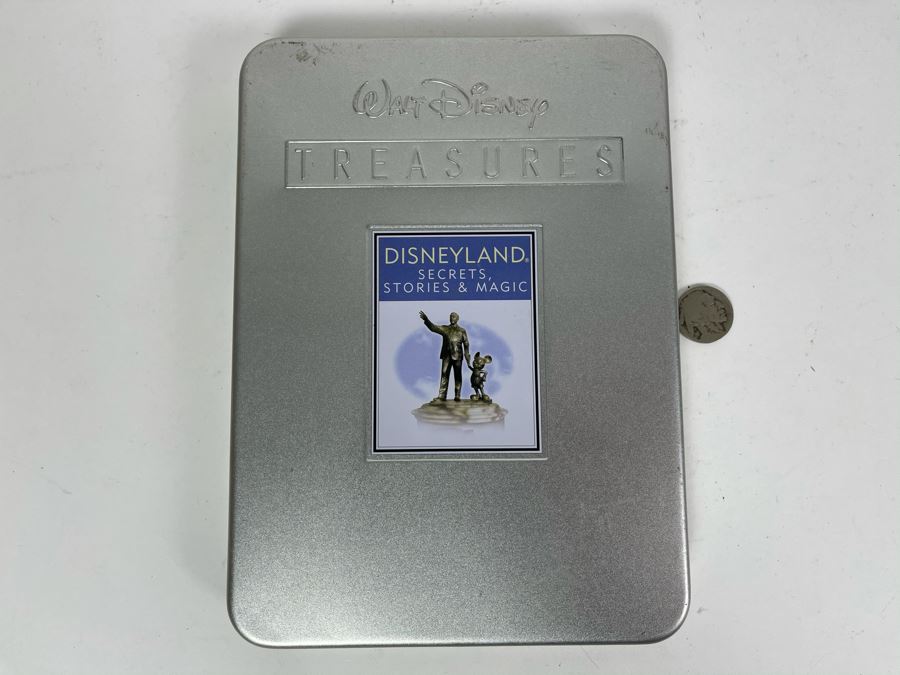 WALT DISNEY
TREASURES
DISNEYLAND®
SECRETS,
STORIES & MAGIC